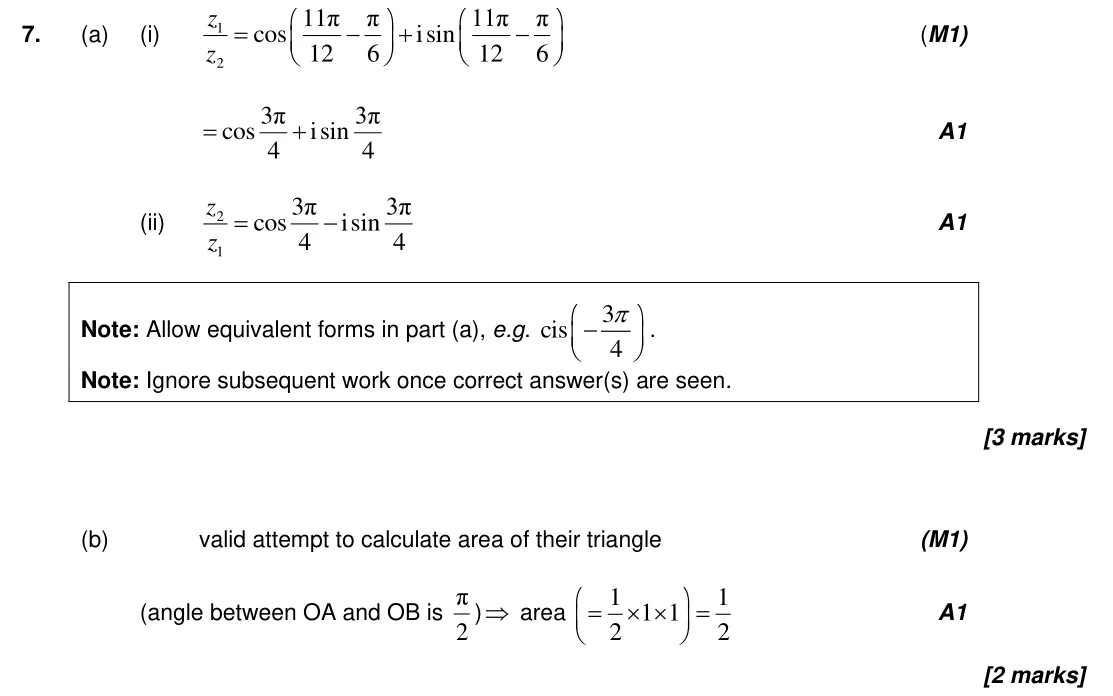 7. (a) (i) z₁/z₂ = cos(11π/12 − π/6) + i sin(11π/12 − π/6) (M1)
= cos 3π/4 + i sin 3π/4 A1
(ii) z₂/z₁ = cos 3π/4 − i sin 3π/4 A1
Note: Allow equivalent forms in part (a), e.g. cis(−3π/4).
Note: Ignore subsequent work once correct answer(s) are seen.
[3 marks]
(b) valid attempt to calculate area of their triangle (M1)
(angle between OA and OB is π/2) ⇒ area (= 1/2 × 1 × 1) = 1/2 A1
[2 marks]